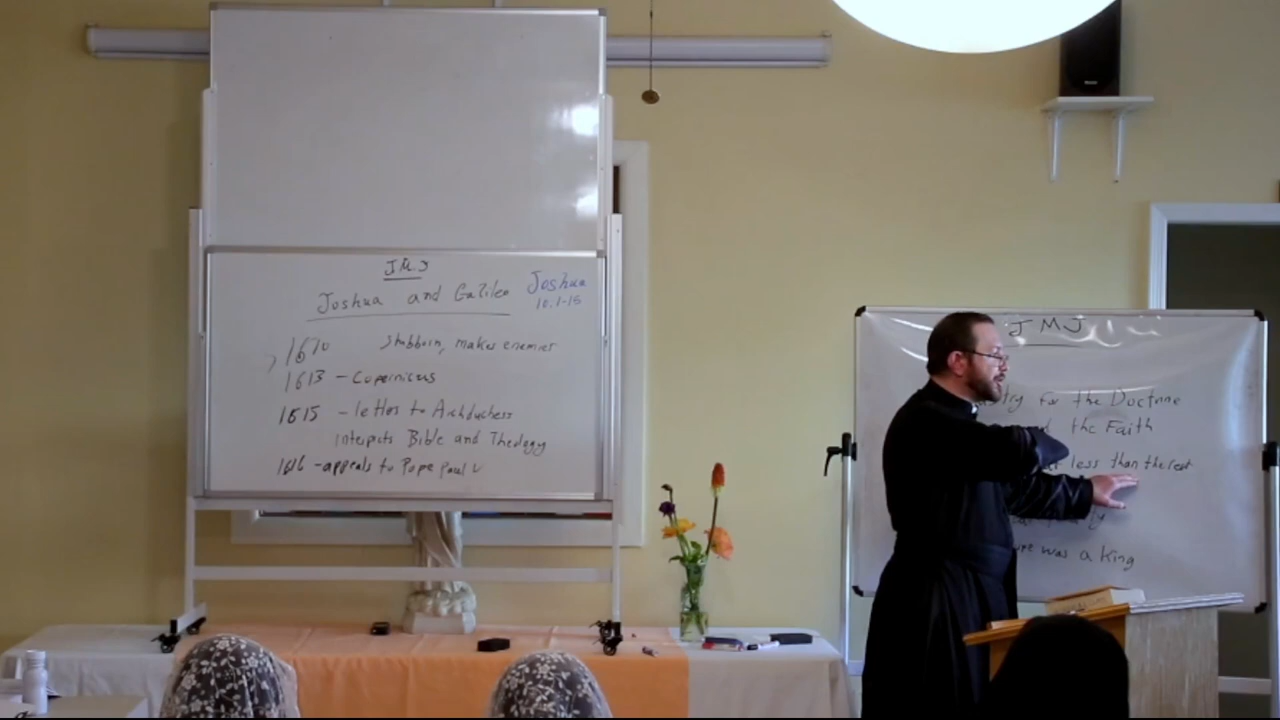 J.M.J
Joshua and Galileo
Joshua
10.1-15
1610 stubborn, makes enemies
1613 - Copernicus
1615 - letters to Archduchess
interprets Bible and Theology
1616 - appeals to Pope Paul V
JMJ
for the Doctrine
the Faith
less than the rest
was a King